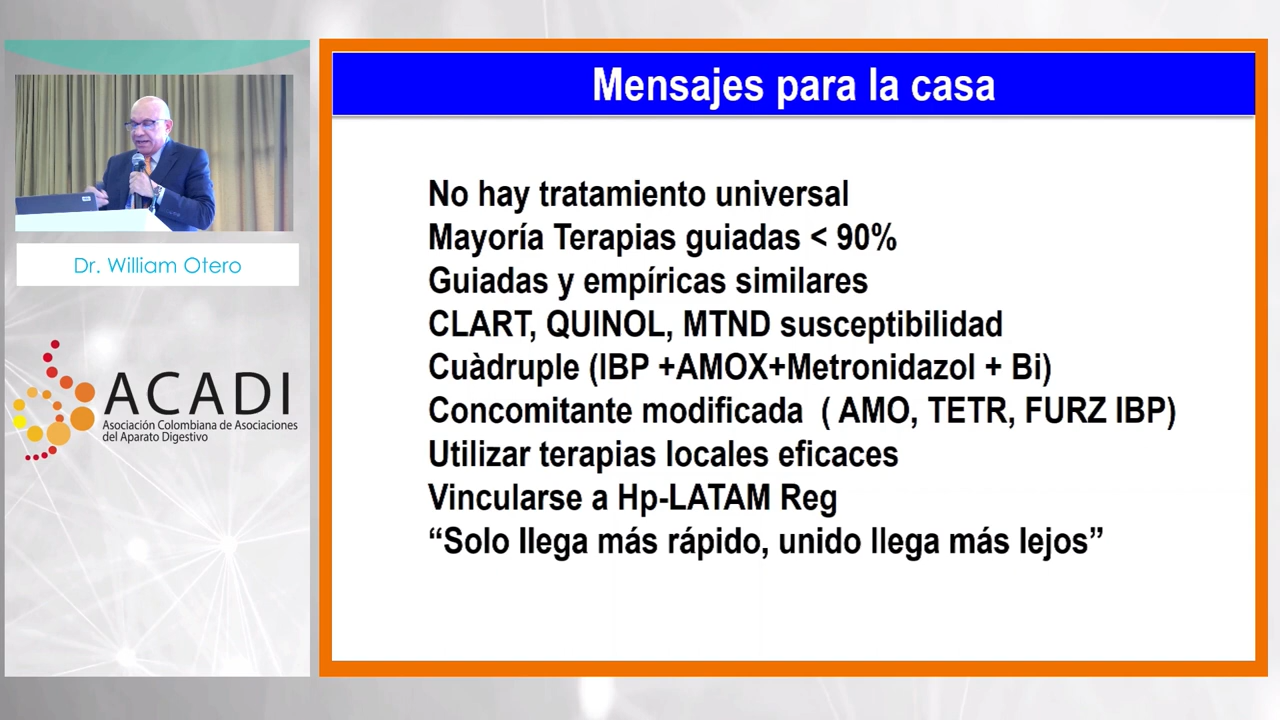 Mensajes para la casa
No hay tratamiento universal
Mayoría Terapias guiadas < 90%
Guiadas y empíricas similares
CLART, QUINOL, MTND susceptibilidad
Cuàdruple (IBP +AMOX+Metronidazol + Bi)
Concomitante modificada ( AMO, TETR, FURZ IBP)
Utilizar terapias locales eficaces
Vincularse a Hp-LATAM Reg
“Solo llega más rápido, unido llega más lejos”
Dr. William Otero
ACADI
Asociación Colombiana de Asociaciones
del Aparato Digestivo